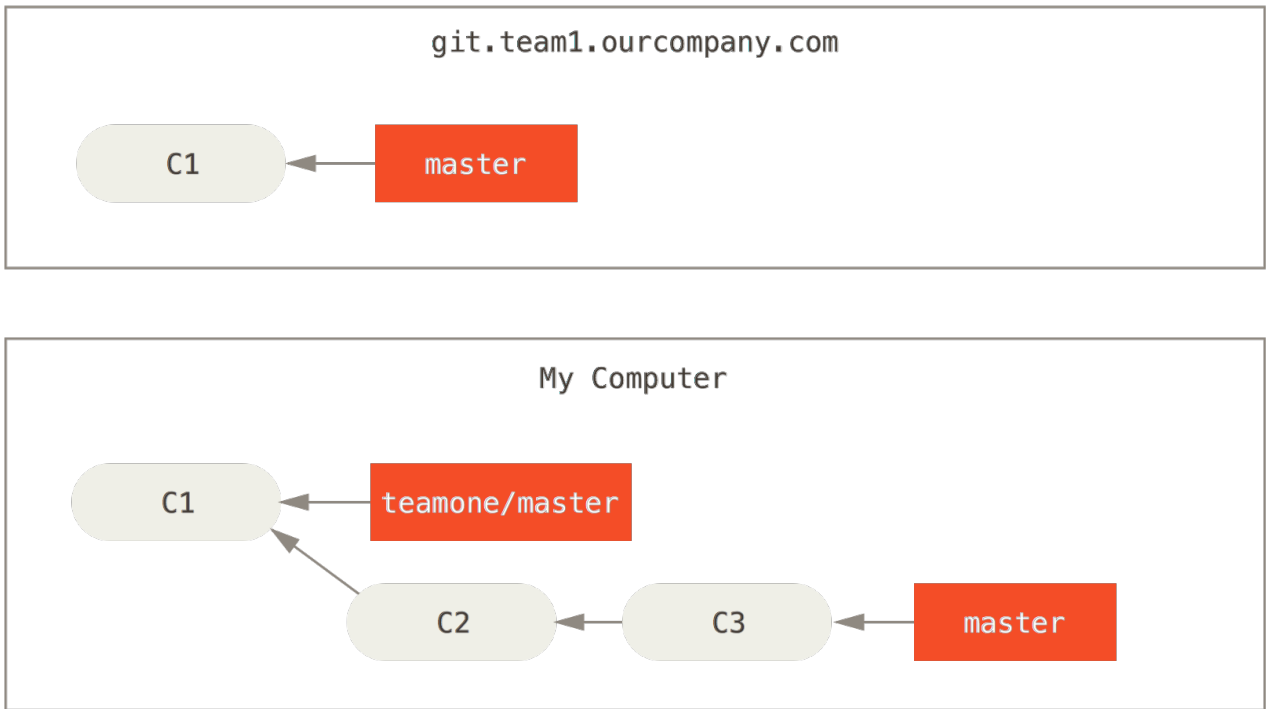 git.team1.ourcompany.com
C1
master
My Computer
C1
teamone/master
C2
C3
master